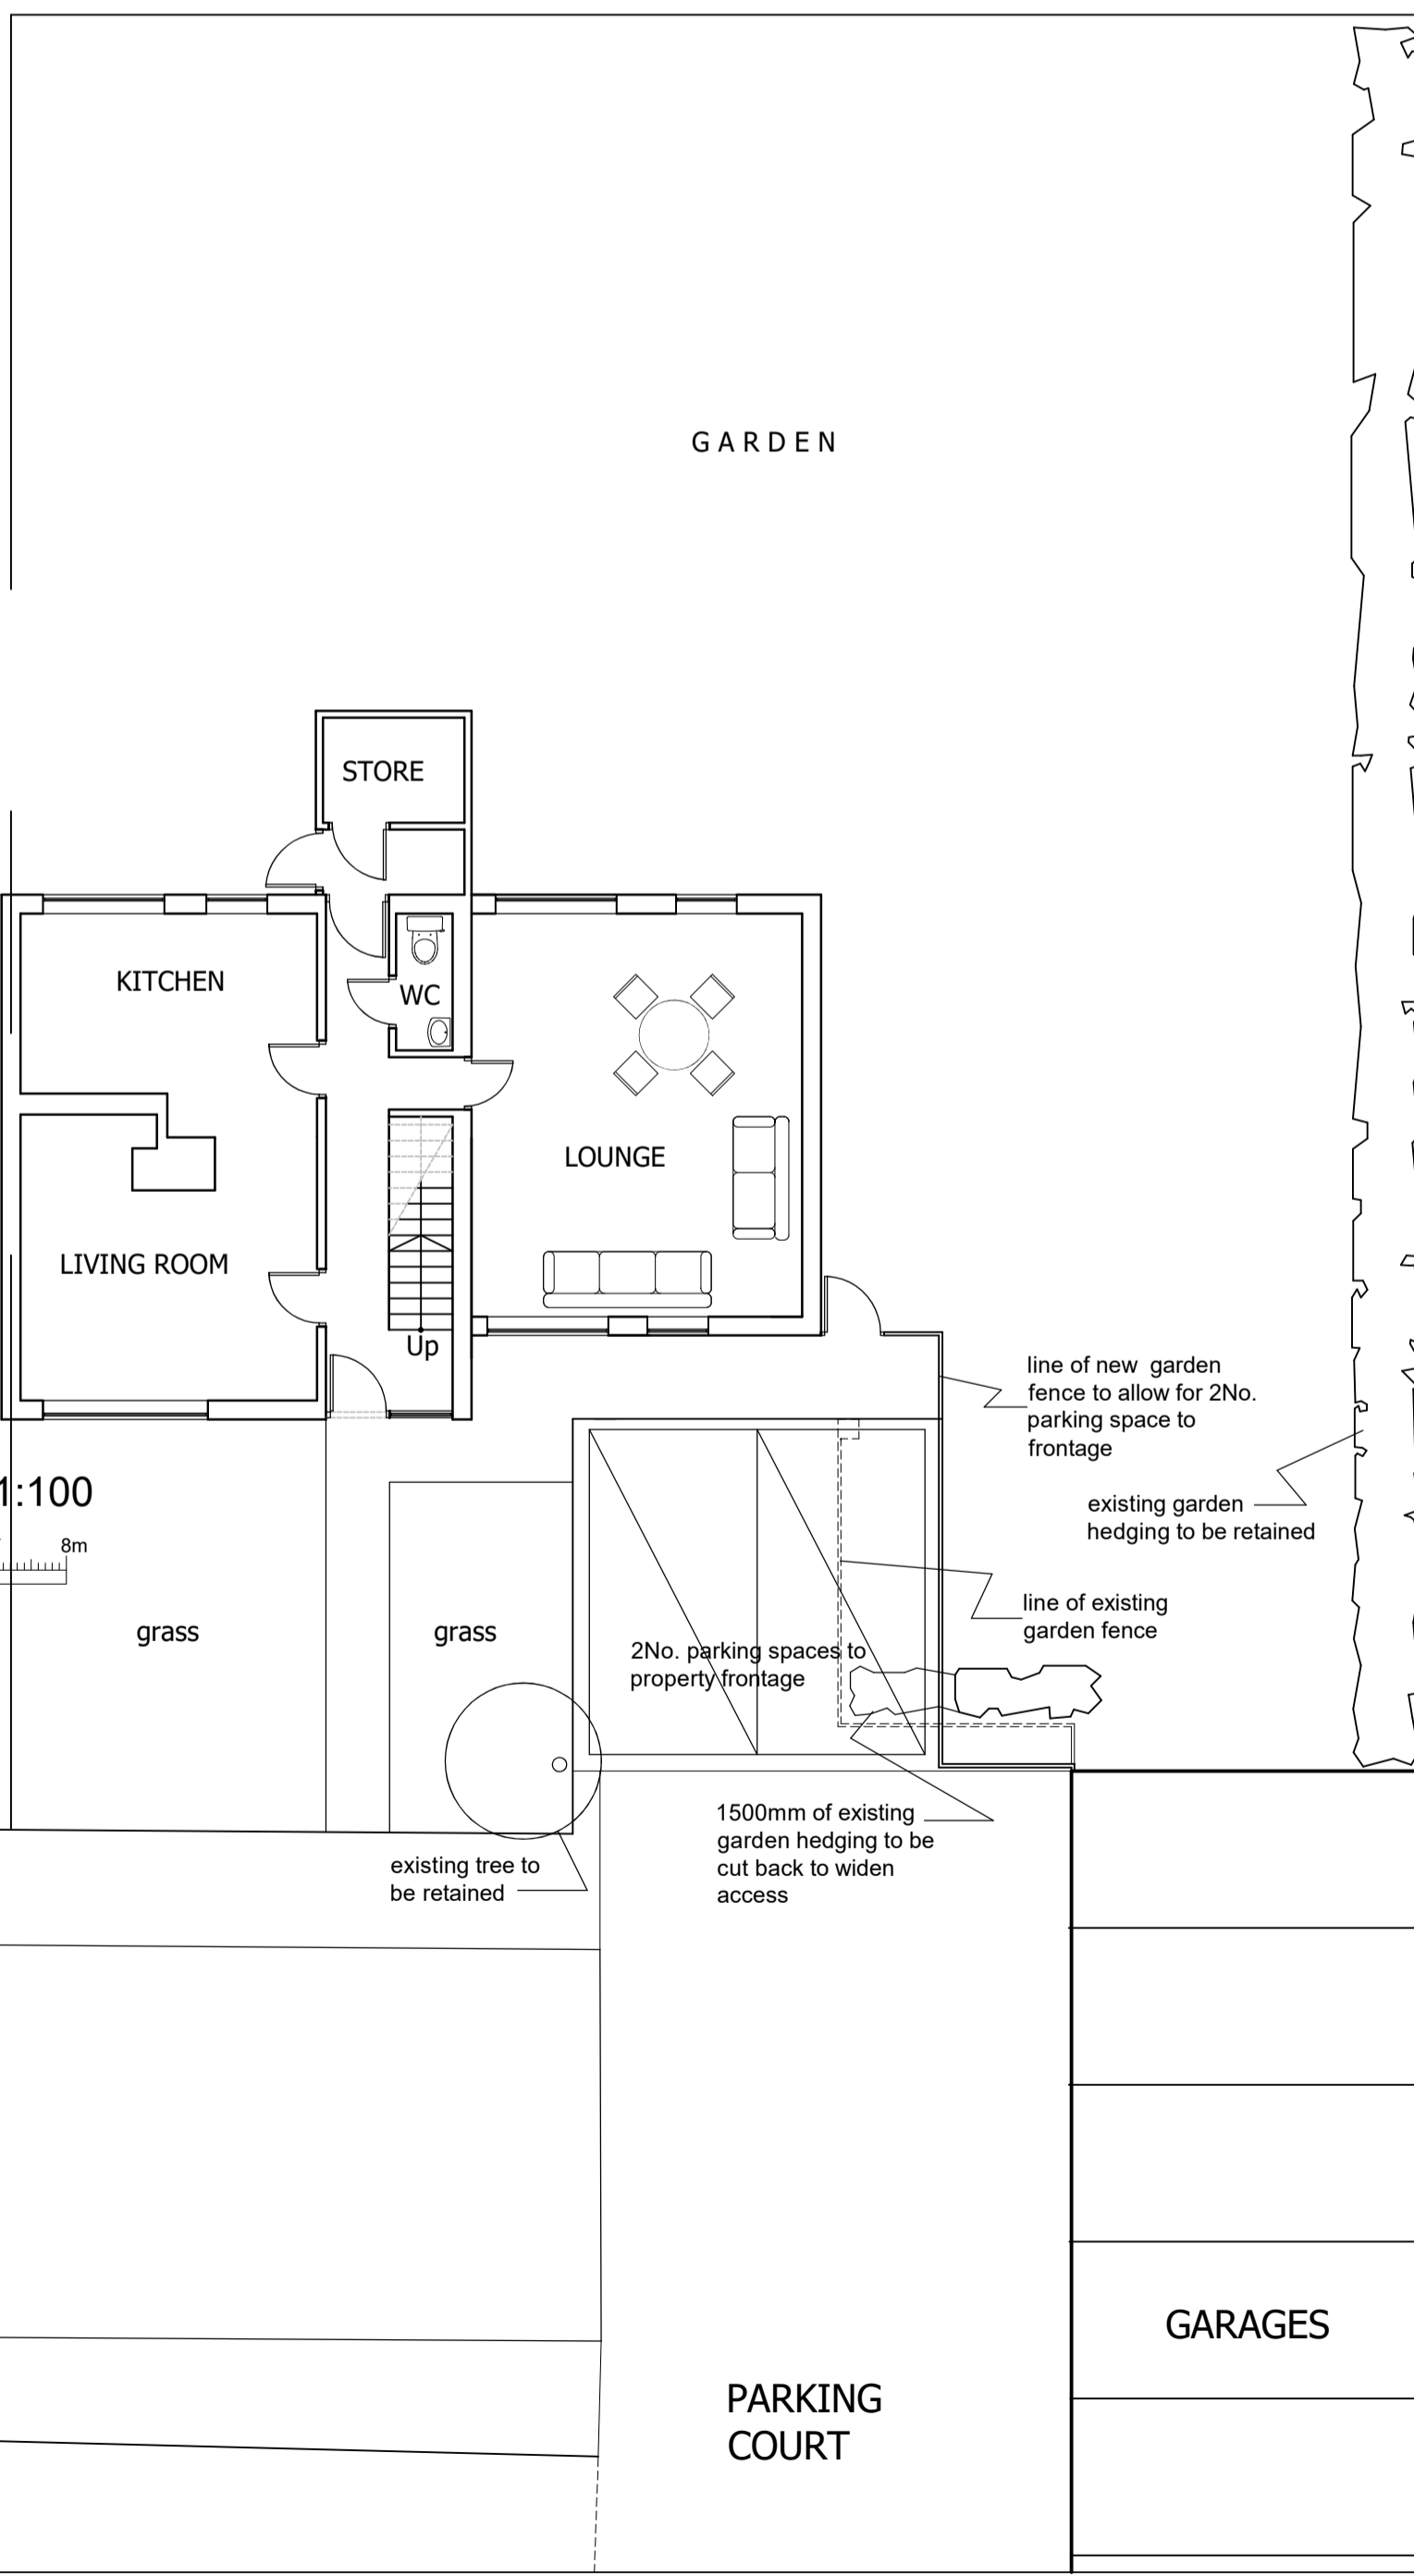 G A R D E N
STORE
KITCHEN
WC
LOUNGE
LIVING ROOM
Up
line of new garden
fence to allow for 2No.
parking space to
frontage
1:100
8m
existing garden
hedging to be retained
line of existing
garden fence
grass
grass
2No. parking spaces to
property frontage
1500mm of existing
garden hedging to be
cut back to widen
access
existing tree to
be retained
GARAGES
PARKING
COURT